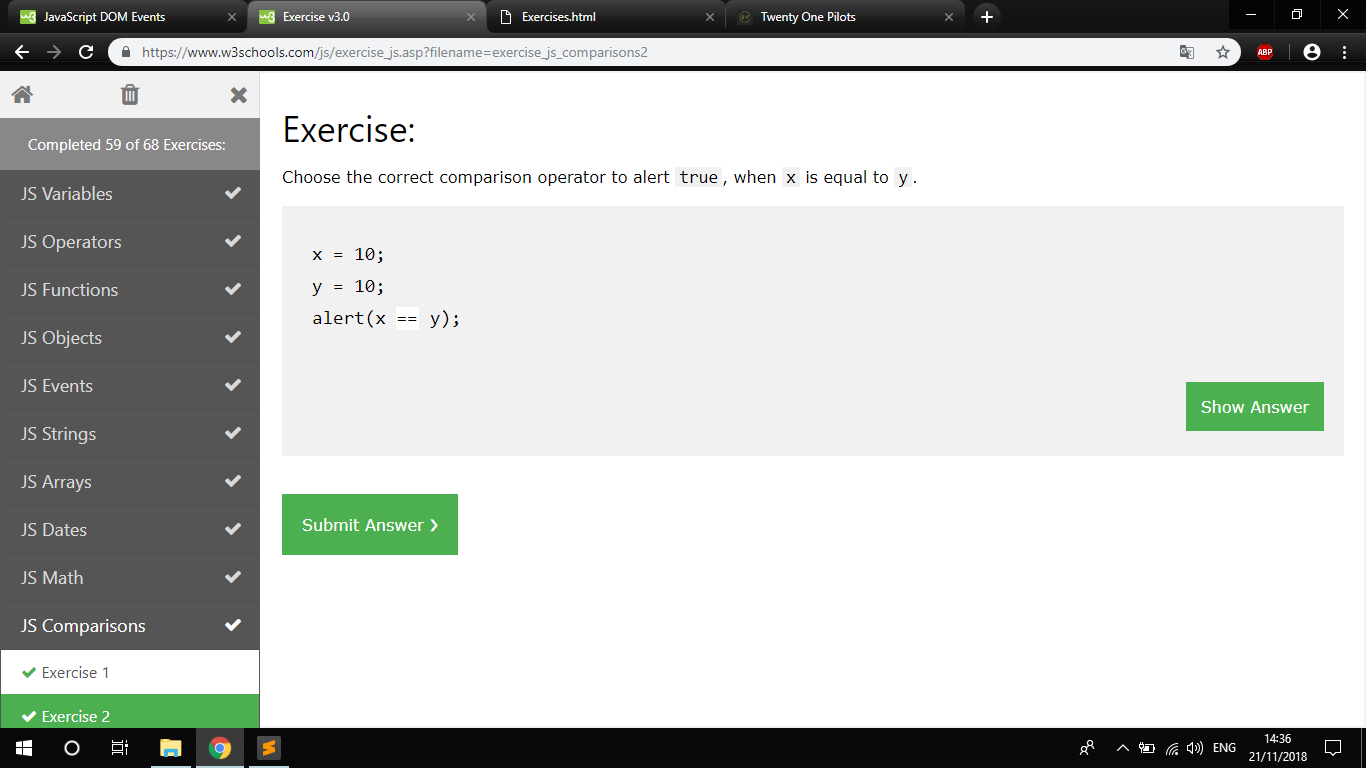 JavaScript DOM Events
Exercise v3.0
Exercises.html
Twenty One Pilots
https://www.w3schools.com/js/exercise_js.asp?filename=exercise_js_comparisons2
ABP
Completed 59 of 68 Exercises:
JS Variables
JS Operators
JS Functions
JS Objects
JS Events
JS Strings
JS Arrays
JS Dates
JS Math
JS Comparisons
Exercise 1
Exercise 2
Exercise:
Choose the correct comparison operator to alert true, when x is equal to y.
x = 10;
y = 10;
alert(x == y);
Show Answer
Submit Answer ❯
ENG
14:36
21/11/2018